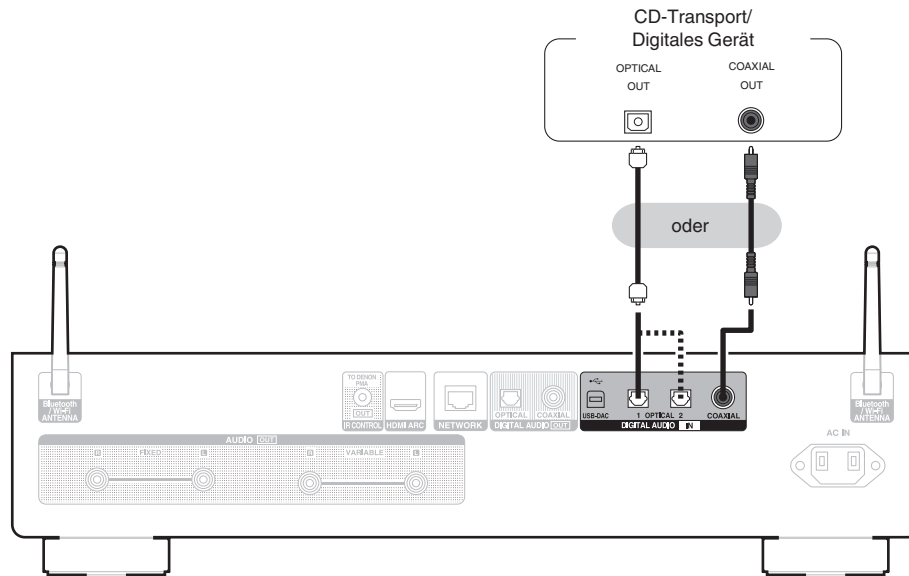 CD-Transport/
Digitales Gerät
OPTICAL
OUT
COAXIAL
OUT
oder
Bluetooth
/ Wi-Fi
ANTENNA
TO DENON
PMA
OUT
IR CONTROL
HDMI ARC
NETWORK
OPTICAL
COAXIAL
DIGITAL AUDIO OUT
USB-DAC
1 OPTICAL 2
COAXIAL
DIGITAL AUDIO IN
Bluetooth
/ Wi-Fi
ANTENNA
AUDIO OUT
R FIXED L
R VARIABLE L
AC IN